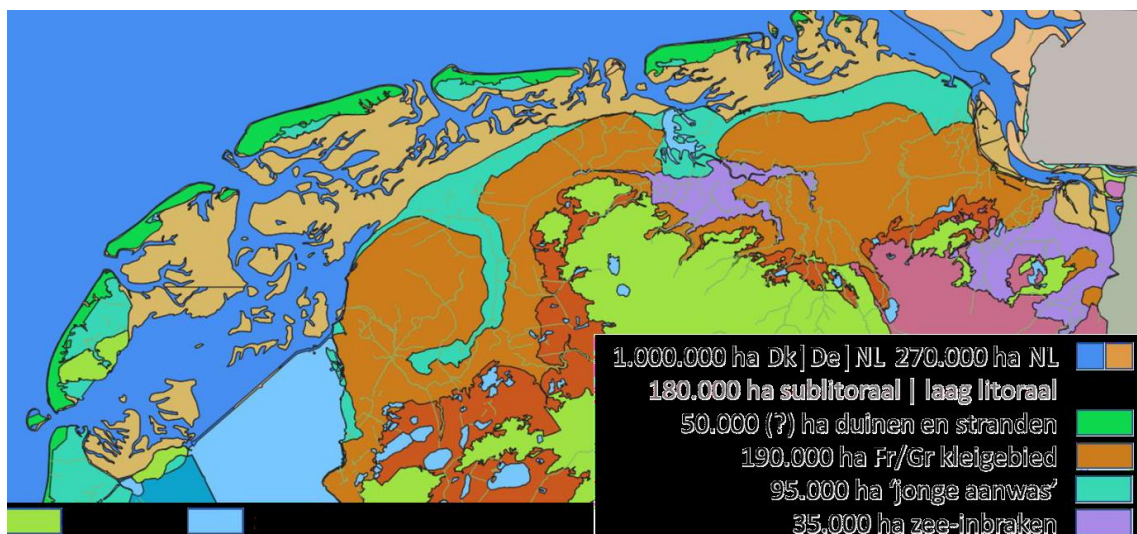 1.000.000 ha Dk|De|NL 270.000 ha NL
180.000 ha sublitoraal | laag litoraal
50.000 (?) ha duinen en stranden
190.000 ha Fr/Gr kleigebied
95.000 ha ‘jonge aanwas’
35.000 ha zee-inbraken